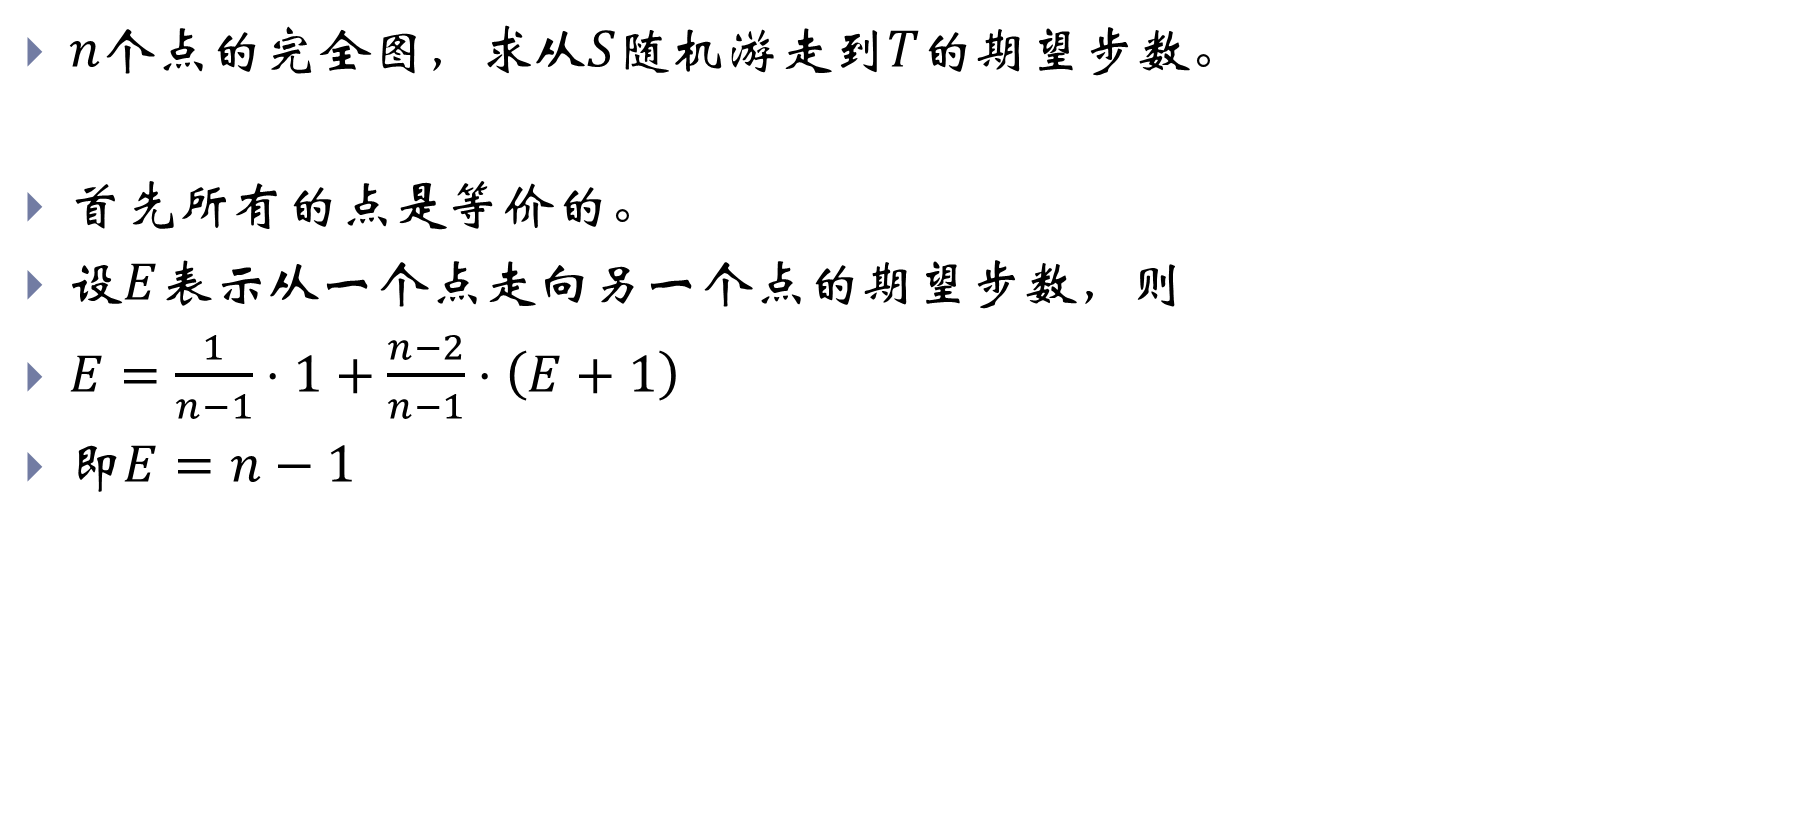 n个点的完全图，求从S随机游走到T的期望步数。
首先所有的点是等价的。
设E表示从一个点走向另一个点的期望步数，则
E = \frac{1}{n-1} · 1 + \frac{n-2}{n-1} · (E + 1)
即E = n − 1